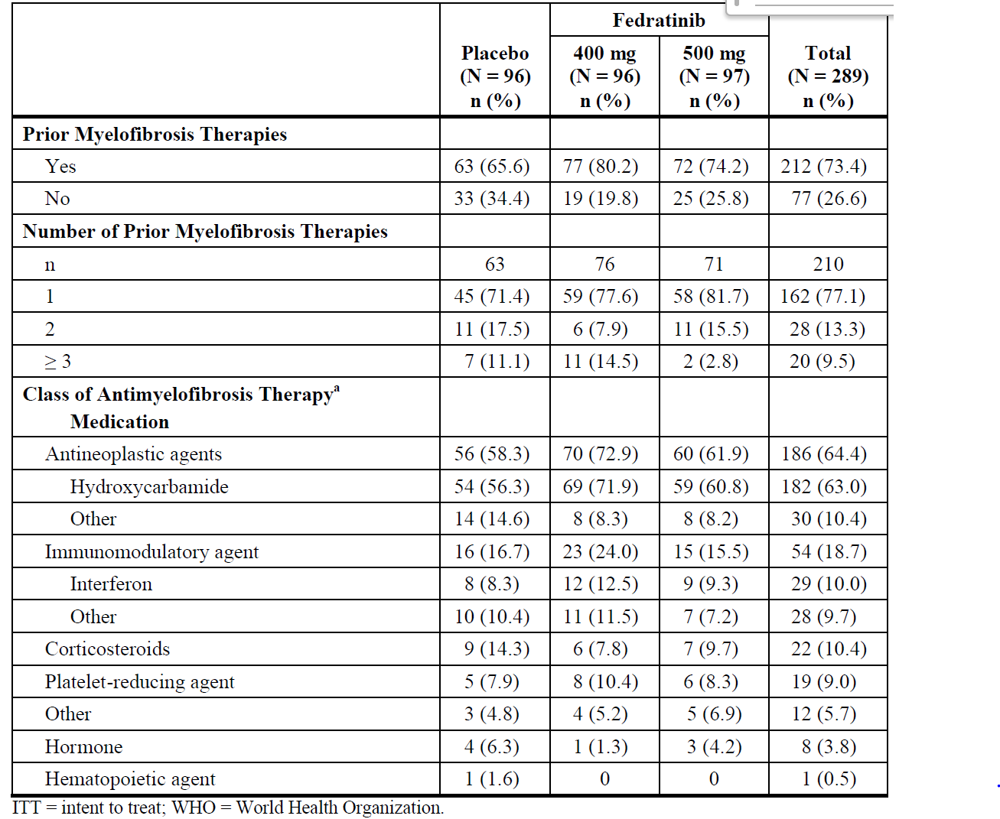 Fedratinib
Placebo 400 mg 500 mg Total
(N = 96) (N = 96) (N = 97) (N = 289)
n (%) n (%) n (%) n (%)
Prior Myelofibrosis Therapies
Yes 63 (65.6) 77 (80.2) 72 (74.2) 212 (73.4)
No 33 (34.4) 19 (19.8) 25 (25.8) 77 (26.6)
Number of Prior Myelofibrosis Therapies
n 63 76 71 210
1 45 (71.4) 59 (77.6) 58 (81.7) 162 (77.1)
2 11 (17.5) 6 (7.9) 11 (15.5) 28 (13.3)
≥ 3 7 (11.1) 11 (14.5) 2 (2.8) 20 (9.5)
Class of Antimyelofibrosis Therapyᵃ
Medication
Antineoplastic agents 56 (58.3) 70 (72.9) 60 (61.9) 186 (64.4)
Hydroxycarbamide 54 (56.3) 69 (71.9) 59 (60.8) 182 (63.0)
Other 14 (14.6) 8 (8.3) 8 (8.2) 30 (10.4)
Immunomodulatory agent 16 (16.7) 23 (24.0) 15 (15.5) 54 (18.7)
Interferon 8 (8.3) 12 (12.5) 9 (9.3) 29 (10.0)
Other 10 (10.4) 11 (11.5) 7 (7.2) 28 (9.7)
Corticosteroids 9 (14.3) 6 (7.8) 7 (9.7) 22 (10.4)
Platelet-reducing agent 5 (7.9) 8 (10.4) 6 (8.3) 19 (9.0)
Other 3 (4.8) 4 (5.2) 5 (6.9) 12 (5.7)
Hormone 4 (6.3) 1 (1.3) 3 (4.2) 8 (3.8)
Hematopoietic agent 1 (1.6) 0 0 1 (0.5)
ITT = intent to treat; WHO = World Health Organization.